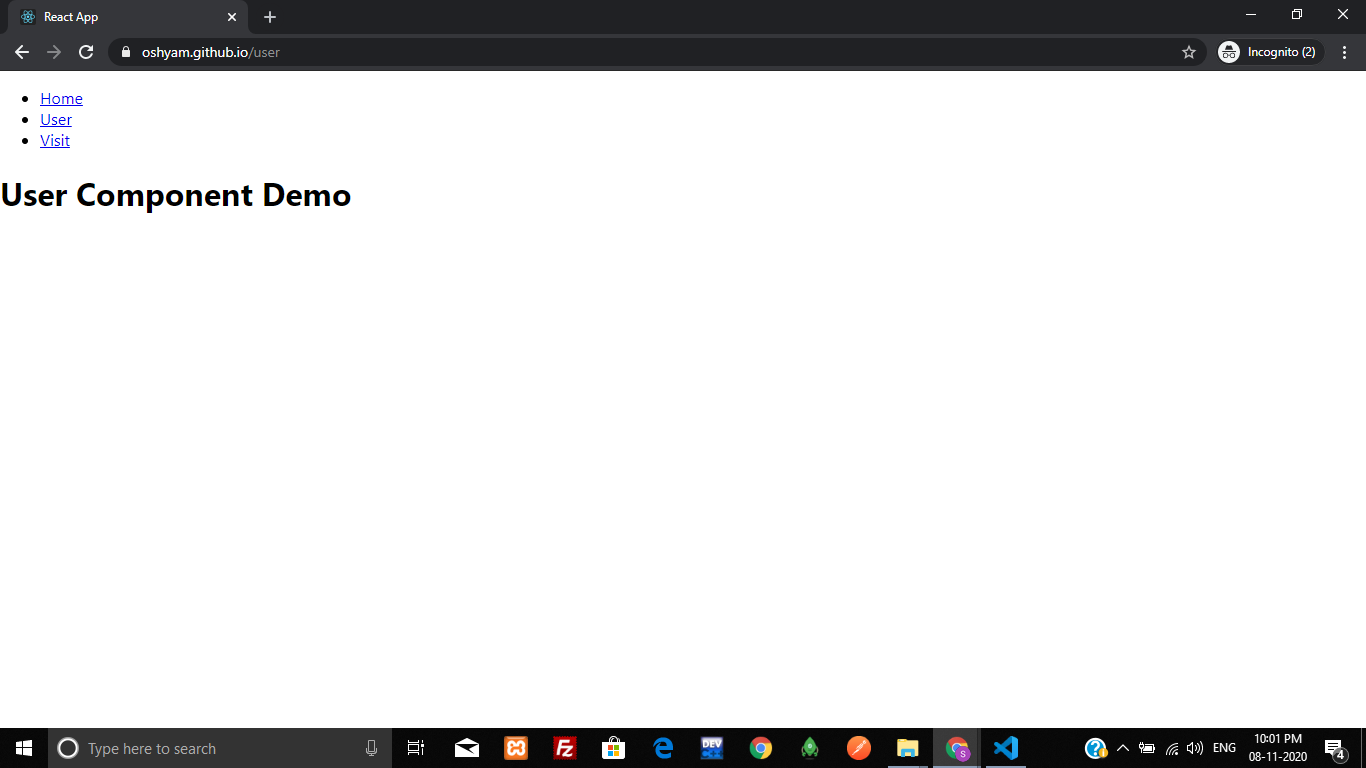 React App
oshyam.github.io/user
Incognito (2)
Home
User
Visit
User Component Demo
Type here to search
Fz
DEV
C++
S
ENG
10:01 PM
08-11-2020
4